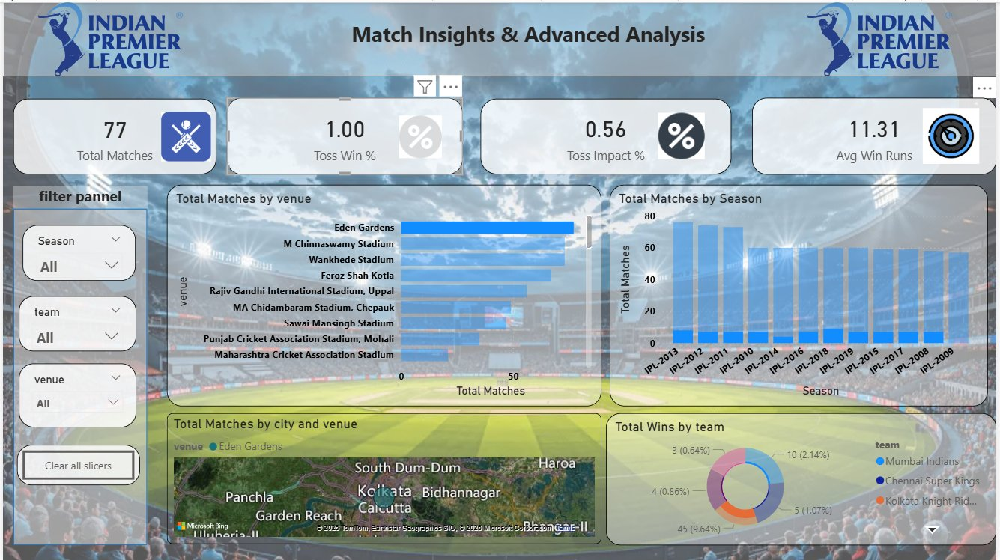 INDIAN
PREMIER
LEAGUE
®
Match Insights & Advanced Analysis
INDIAN
PREMIER
LEAGUE
®
77
Total Matches
1.00
Toss Win %
0.56
Toss Impact %
11.31
Avg Win Runs
filter pannel
Season
All
team
All
venue
All
Clear all slicers
Total Matches by venue
venue
Eden Gardens
M Chinnaswamy Stadium
Wankhede Stadium
Feroz Shah Kotla
Rajiv Gandhi International Stadium, Uppal
MA Chidambaram Stadium, Chepauk
Sawai Mansingh Stadium
Punjab Cricket Association Stadium, Mohali
Maharashtra Cricket Association Stadium
0
50
Total Matches
Total Matches by Season
Total Matches
80
60
40
20
0
IPL-2013
IPL-2012
IPL-2011
IPL-2010
IPL-2014
IPL-2016
IPL-2018
IPL-2019
IPL-2015
IPL-2017
IPL-2008
IPL-2009
Season
Total Matches by city and venue
venue
Eden Gardens
South Dum-Dum
Haroa
Panchla
Kolkata
Calcutta
Bidhannagar
Garden Reach
Bhangar-II
Uluberia-II
Microsoft Bing
© 2026 TomTom, Earthstar Geographics SIO, © 2026 Microsoft Corporation Terms
Total Wins by team
3 (0.64%)
10 (2.14%)
4 (0.86%)
5 (1.07%)
45 (9.64%)
team
Mumbai Indians
Chennai Super Kings
Kolkata Knight Rid...